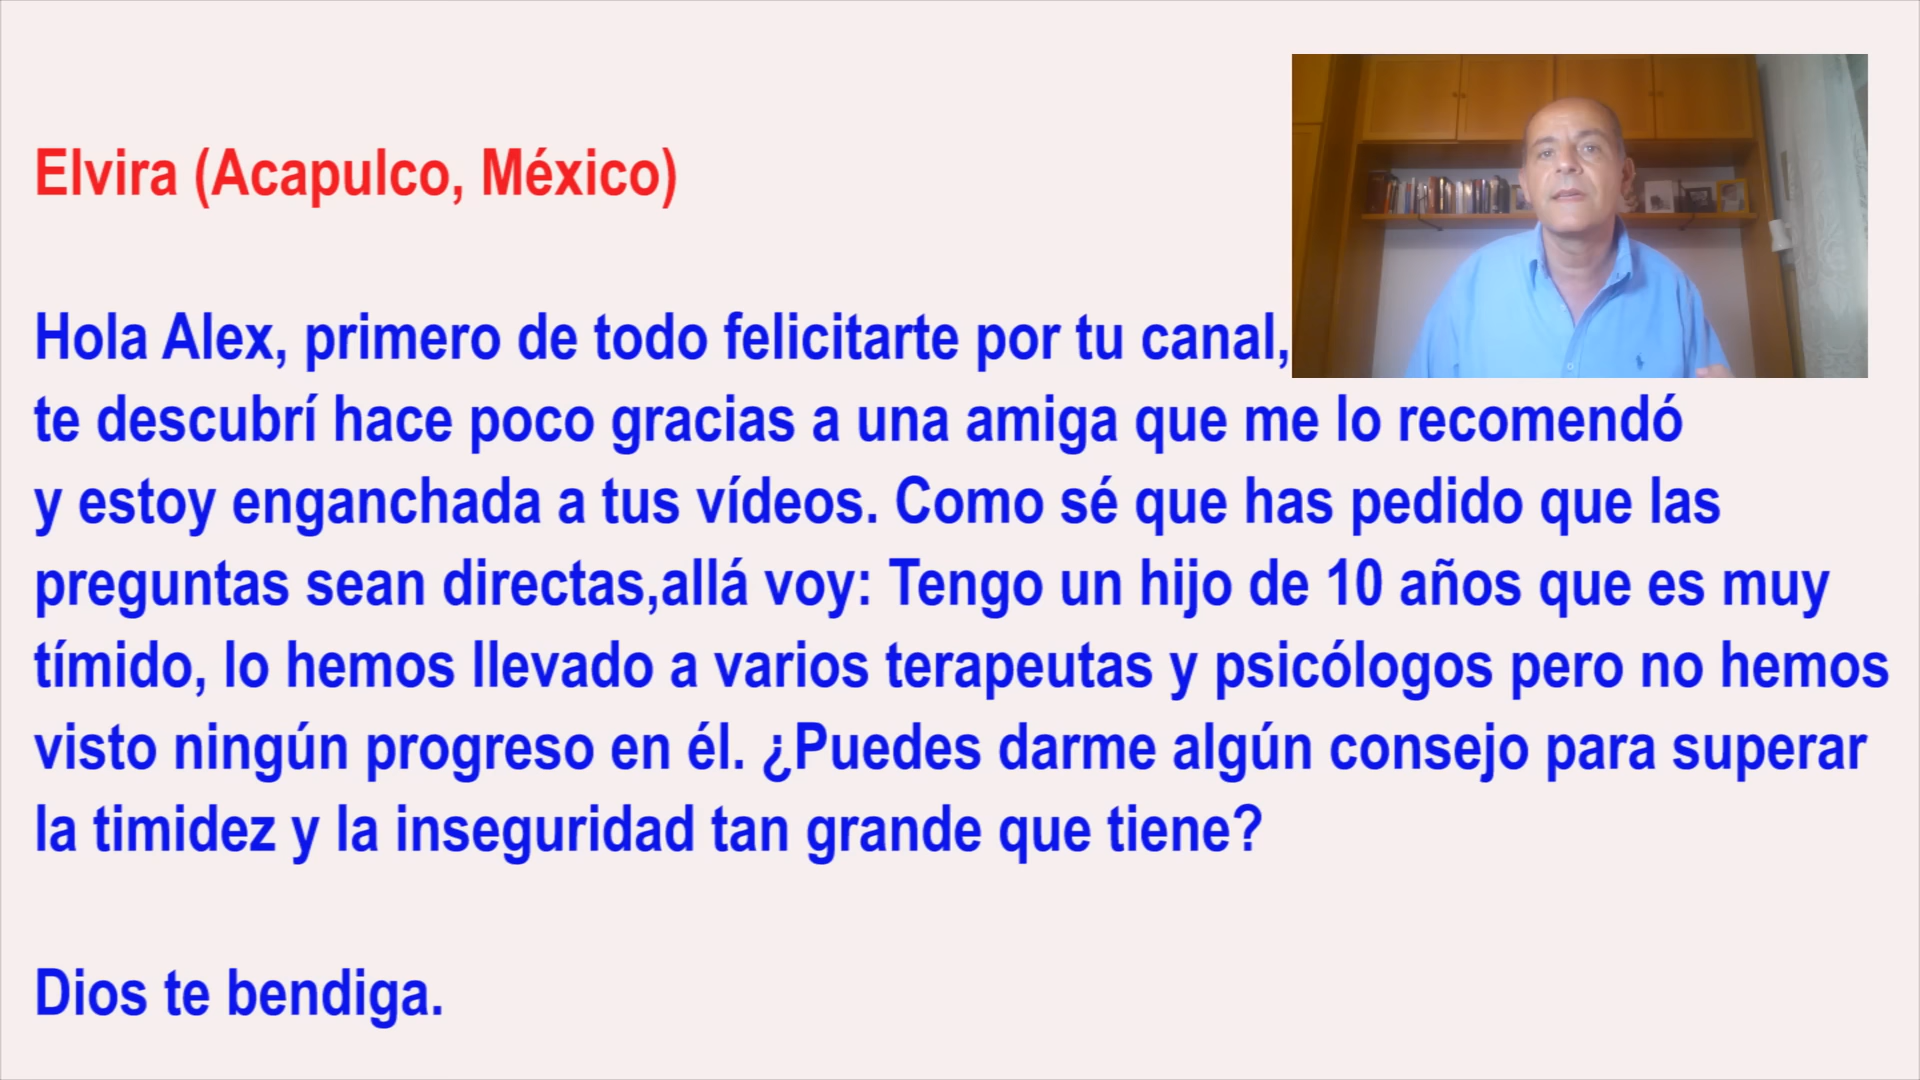 Elvira (Acapulco, México)
Hola Alex, primero de todo felicitarte por tu canal,
te descubrí hace poco gracias a una amiga que me lo recomendó
y estoy enganchada a tus vídeos. Como sé que has pedido que las
preguntas sean directas,allá voy: Tengo un hijo de 10 años que es muy
tímido, lo hemos llevado a varios terapeutas y psicólogos pero no hemos
visto ningún progreso en él. ¿Puedes darme algún consejo para superar
la timidez y la inseguridad tan grande que tiene?
Dios te bendiga.